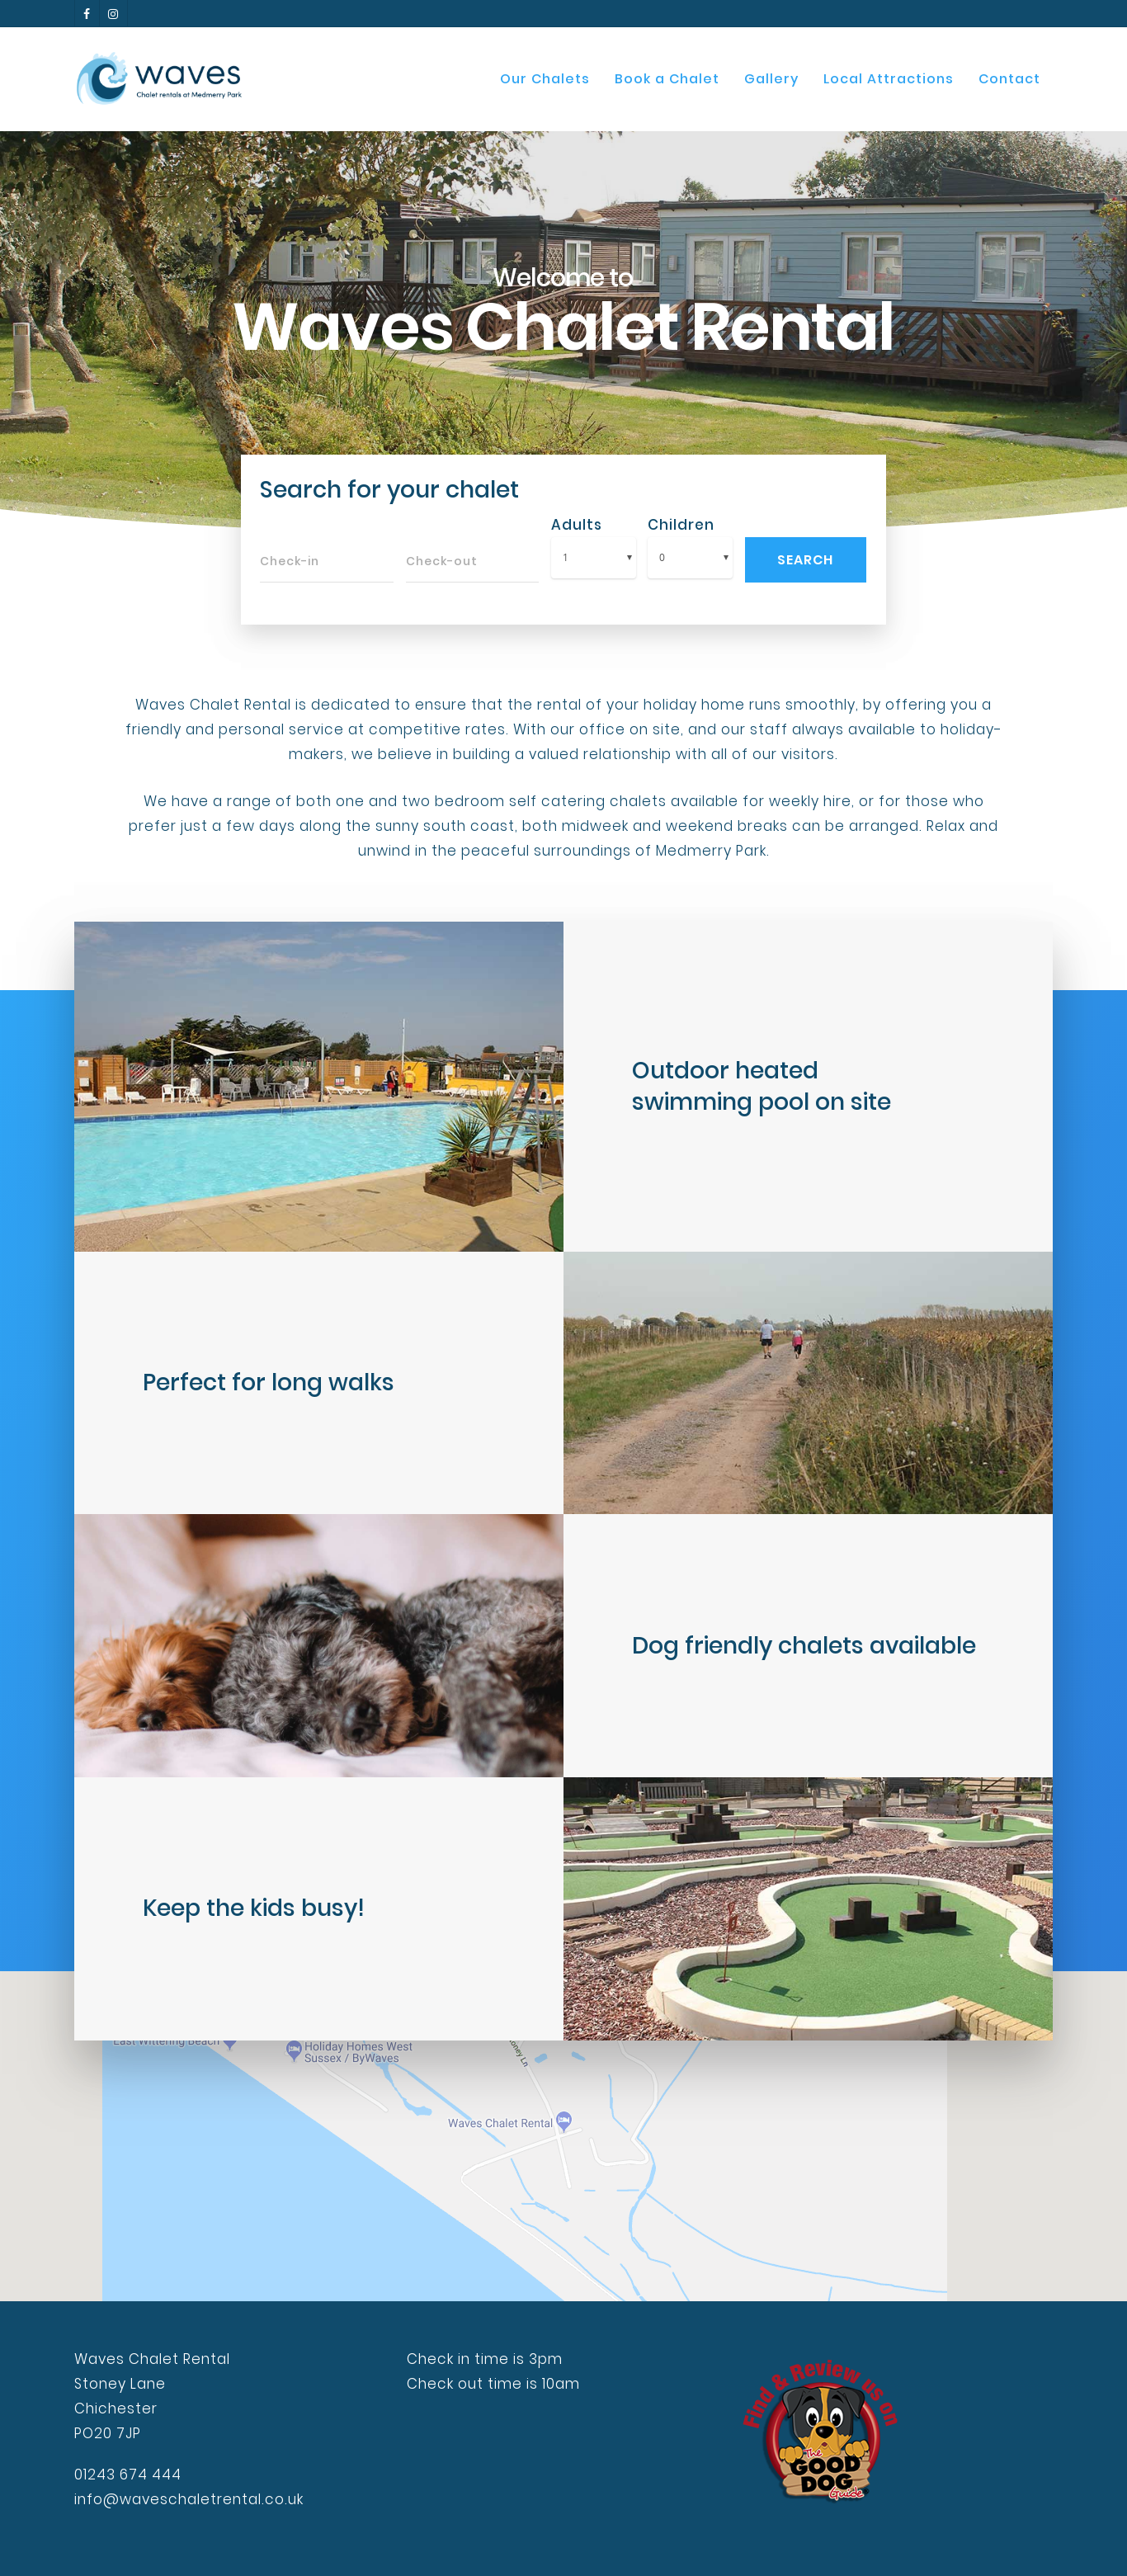 waves
Chalet rentals at Medmerry Park
Our Chalets
Book a Chalet
Gallery
Local Attractions
Contact
2
Welcome to
Waves Chalet Rental
Search for your chalet
Adults
Children
Check-in
Check-out
1
0
SEARCH
Waves Chalet Rental is dedicated to ensure that the rental of your holiday home runs smoothly, by offering you a
friendly and personal service at competitive rates. With our office on site, and our staff always available to holiday-
makers, we believe in building a valued relationship with all of our visitors.
We have a range of both one and two bedroom self catering chalets available for weekly hire, or for those who
prefer just a few days along the sunny south coast, both midweek and weekend breaks can be arranged. Relax and
unwind in the peaceful surroundings of Medmerry Park.
Outdoor heated
swimming pool on site
Perfect for long walks
Dog friendly chalets available
Keep the kids busy!
East Wittering Beach
Holiday Homes West
Sussex / ByWaves
Stoney Ln
Waves Chalet Rental
Waves Chalet Rental
Stoney Lane
Chichester
PO20 7JP
01243 674 444
info@waveschaletrental.co.uk
Check in time is 3pm
Check out time is 10am
Find & Review us on
The
GOOD
DOG
Guide